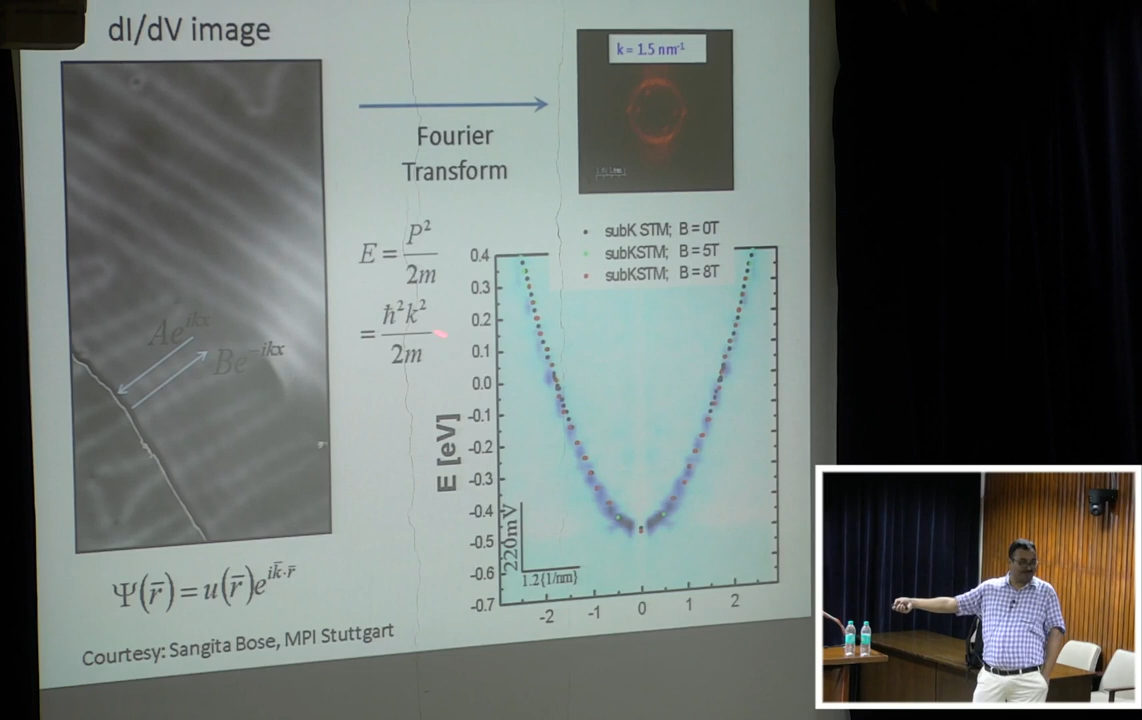 dI/dV image
Fourier
Transform
k = 1.5 nm⁻¹
E = P² / 2m
= ħ²k² / 2m
Ae^{ikx}
Be^{-ikx}
Ψ(r̄) = u(r̄)e^{ik̄·r̄}
Courtesy: Sangita Bose, MPI Stuttgart
subK STM; B = 0T
subKSTM; B = 5T
subKSTM; B = 8T
0.4
0.3
0.2
0.1
0.0
-0.1
-0.2
-0.3
-0.4
-0.5
-0.6
-0.7
E [eV]
220mV
1.2{1/nm}
-2 -1 0 1 2